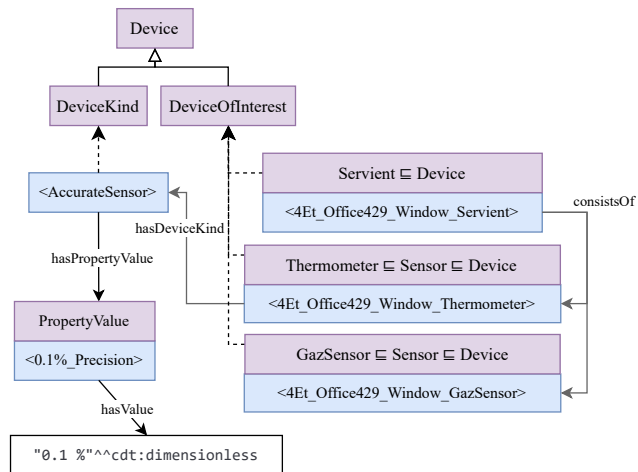 Device
DeviceKind
DeviceOfInterest
Servient ⊑ Device
<AccurateSensor>
<4Et_Office429_Window_Servient>
consistsOf
hasDeviceKind
hasPropertyValue
Thermometer ⊑ Sensor ⊑ Device
<4Et_Office429_Window_Thermometer>
PropertyValue
GazSensor ⊑ Sensor ⊑ Device
<0.1%_Precision>
<4Et_Office429_Window_GazSensor>
hasValue
"0.1 %"^^cdt:dimensionless